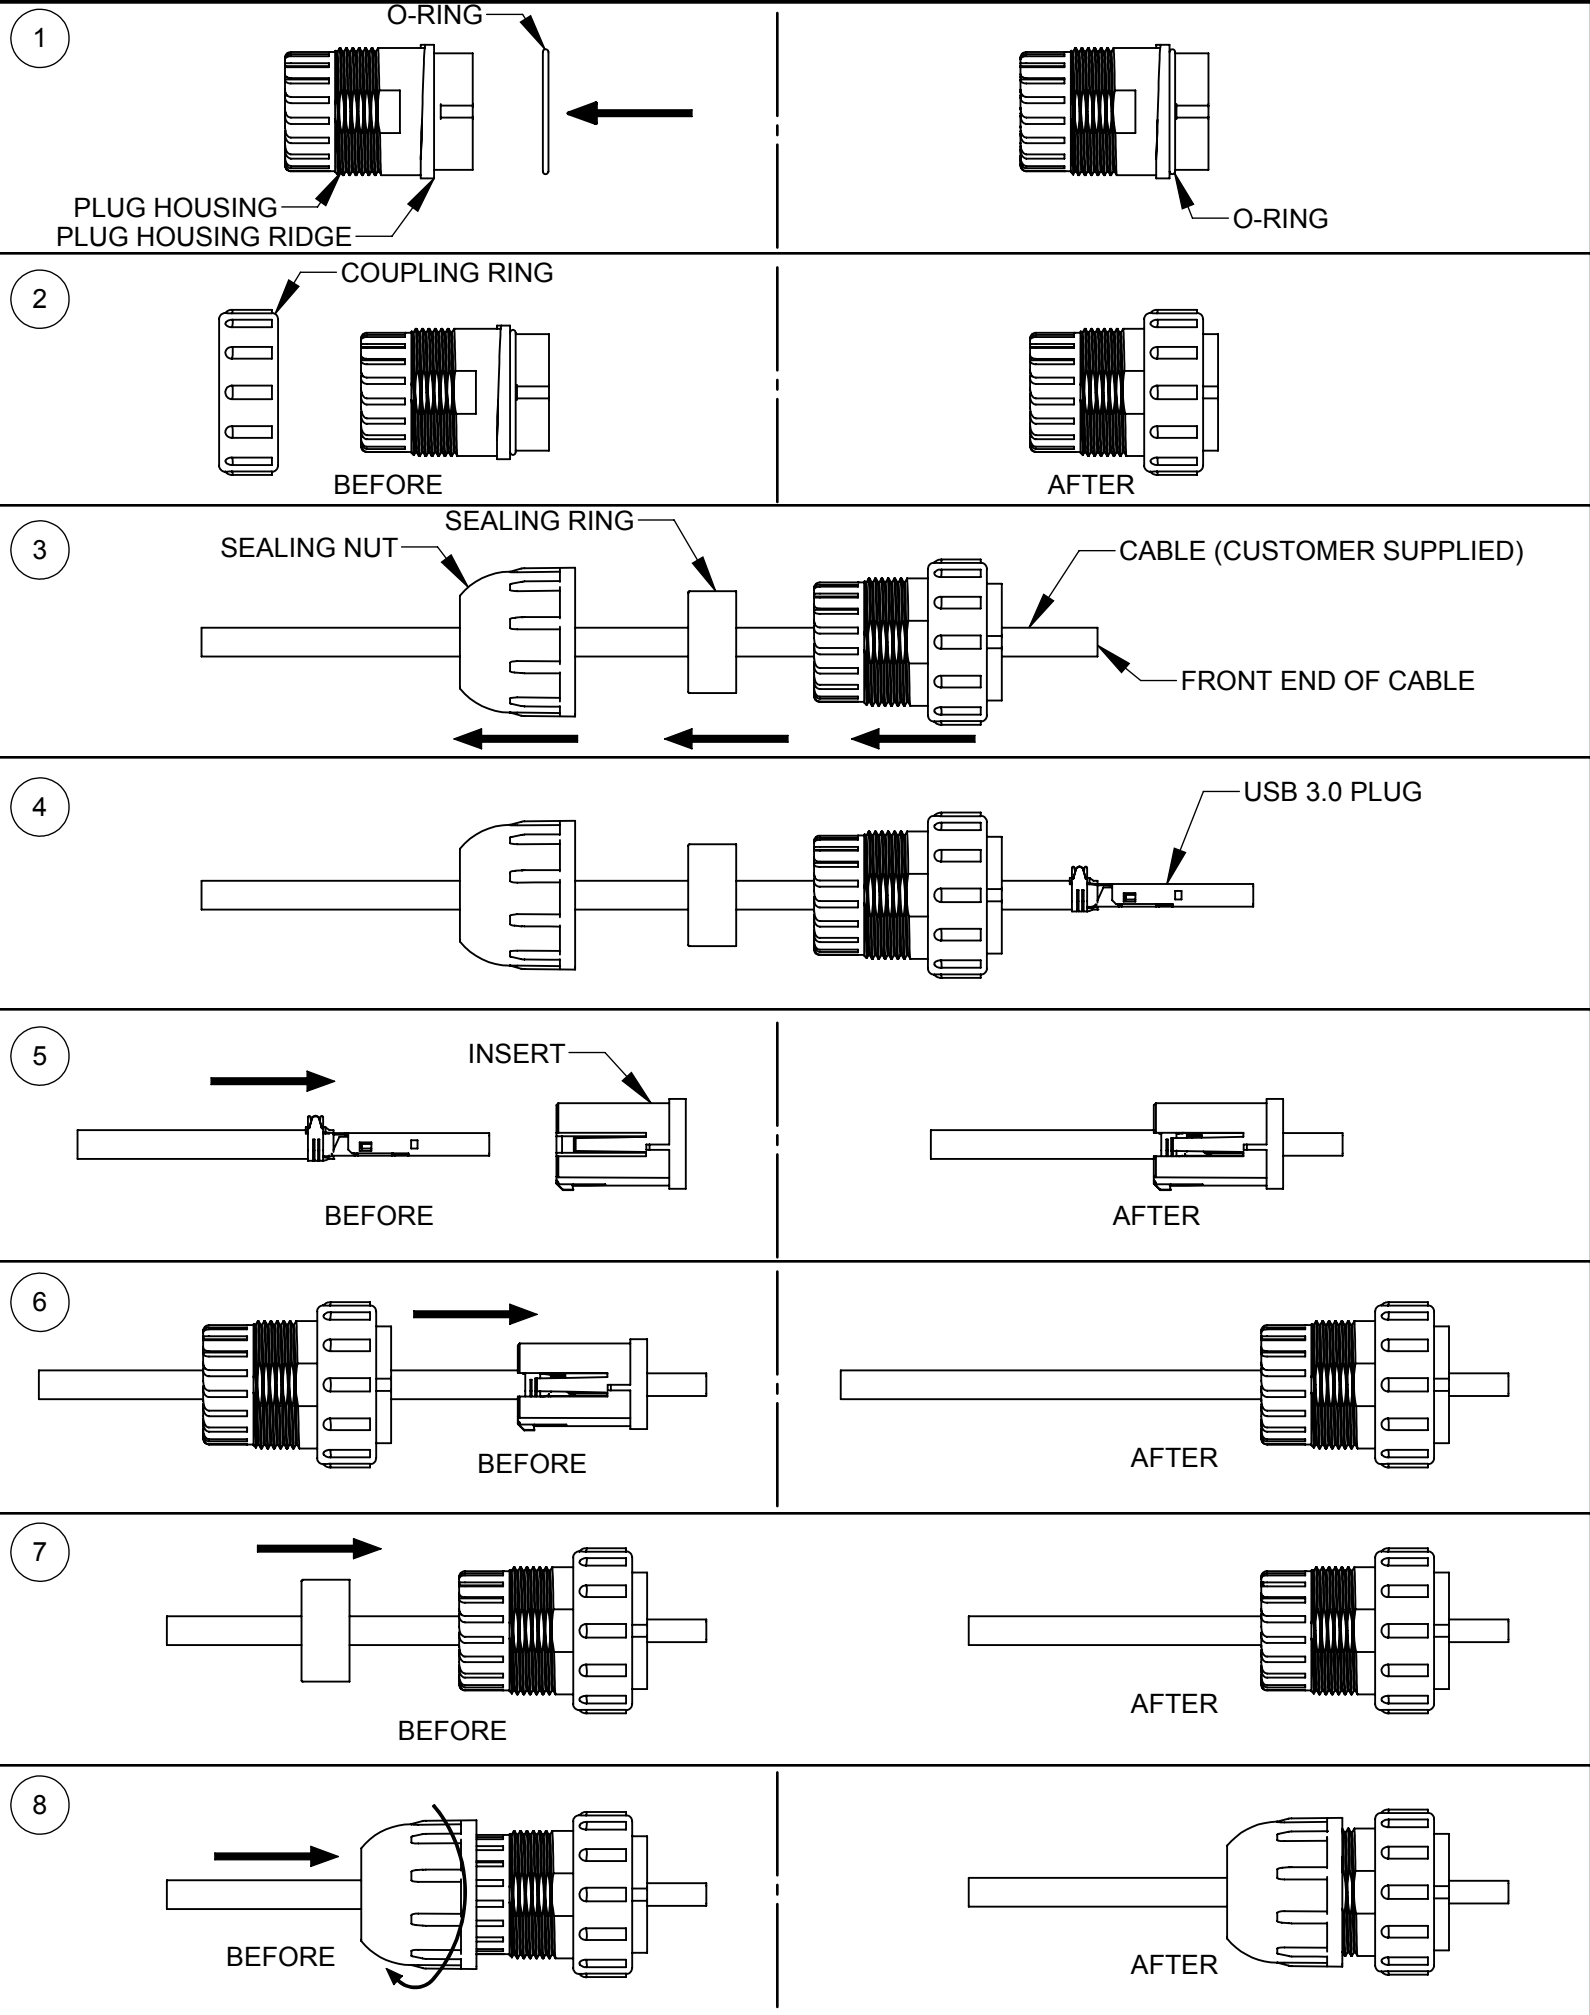 1
O-RING
PLUG HOUSING
PLUG HOUSING RIDGE
O-RING
2
COUPLING RING
BEFORE
AFTER
3
SEALING RING
SEALING NUT
CABLE (CUSTOMER SUPPLIED)
FRONT END OF CABLE
4
USB 3.0 PLUG
5
INSERT
BEFORE
AFTER
6
BEFORE
AFTER
7
BEFORE
AFTER
8
BEFORE
AFTER